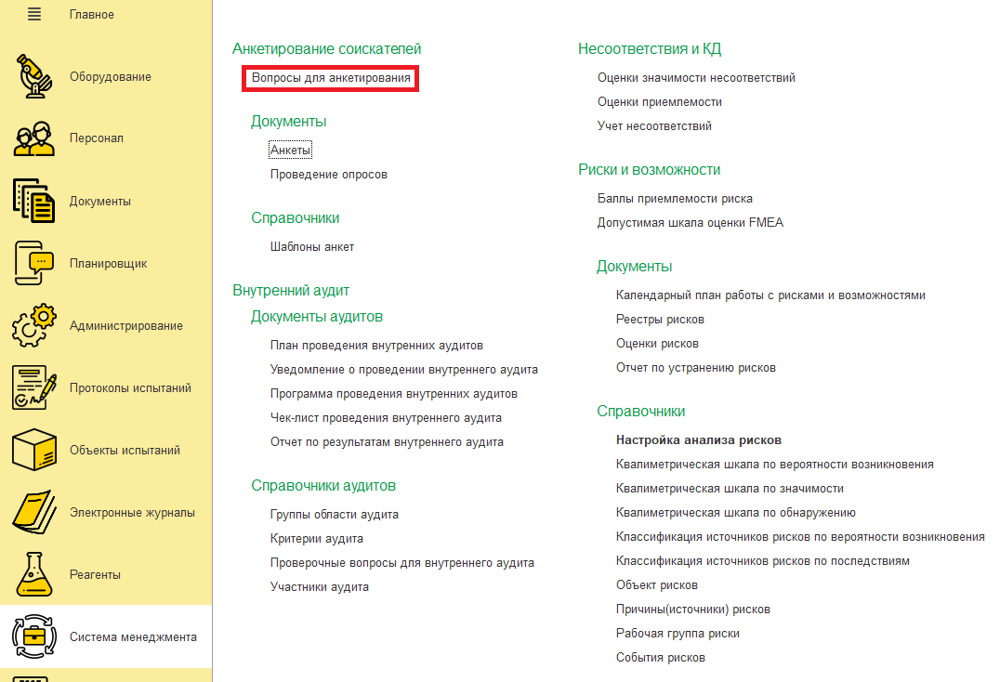 Главное
Оборудование
Персонал
Документы
Планировщик
Администрирование
Протоколы испытаний
Объекты испытаний
Электронные журналы
Реагенты
Система менеджмента
Анкетирование соискателей
Вопросы для анкетирования
Документы
Анкеты
Проведение опросов
Справочники
Шаблоны анкет
Внутренний аудит
Документы аудитов
План проведения внутренних аудитов
Уведомление о проведении внутреннего аудита
Программа проведения внутренних аудитов
Чек-лист проведения внутреннего аудита
Отчет по результатам внутреннего аудита
Справочники аудитов
Группы области аудита
Критерии аудита
Проверочные вопросы для внутреннего аудита
Участники аудита
Несоответствия и КД
Оценки значимости несоответствий
Оценки приемлемости
Учет несоответствий
Риски и возможности
Баллы приемлемости риска
Допустимая шкала оценки FMEA
Документы
Календарный план работы с рисками и возможностями
Реестры рисков
Оценки рисков
Отчет по устранению рисков
Справочники
Настройка анализа рисков
Квалиметрическая шкала по вероятности возникновения
Квалиметрическая шкала по значимости
Квалиметрическая шкала по обнаружению
Классификация источников рисков по вероятности возникновения
Классификация источников рисков по последствиям
Объект рисков
Причины(источники) рисков
Рабочая группа риски
События рисков